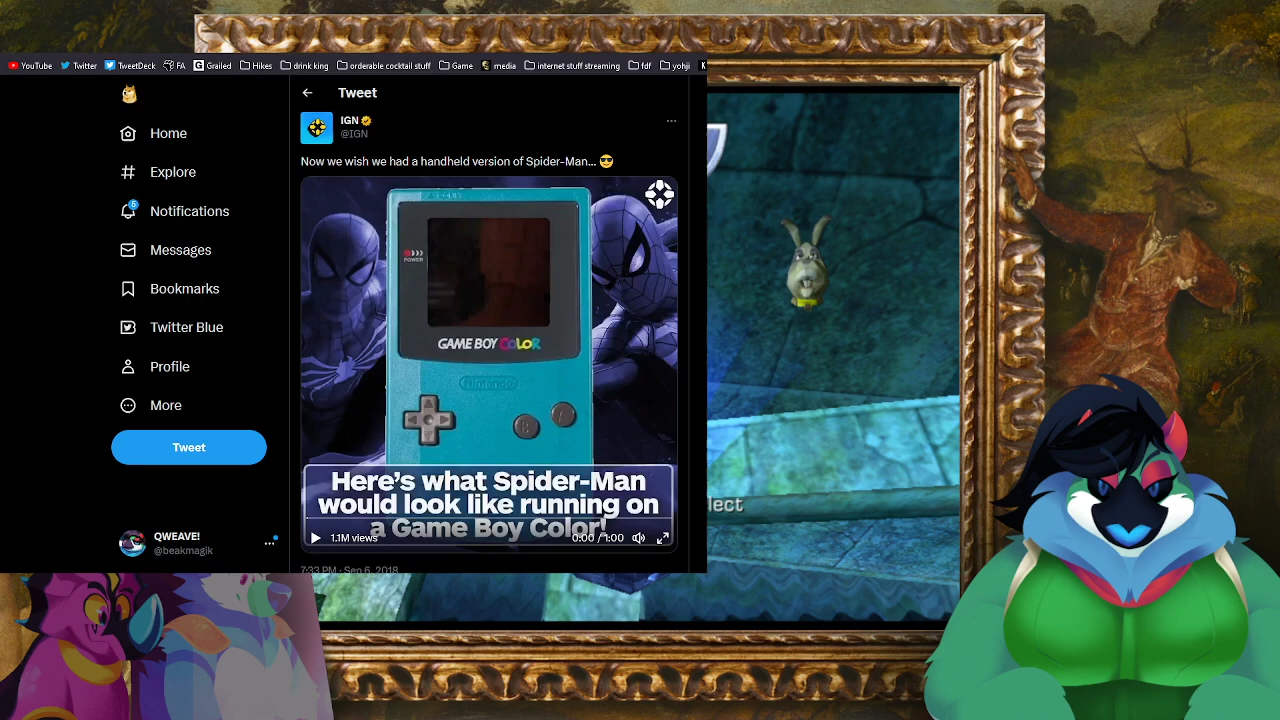 YouTube Twitter TweetDeck FA Grailed Hikes drink king orderable cocktail stuff Game media internet stuff streaming fdf yohji K
Tweet
IGN
@IGN
Now we wish we had a handheld version of Spider-Man...
Home
Explore
6
Notifications
Messages
Bookmarks
Twitter Blue
Profile
More
Tweet
QWEAVE!
@beakmagik
POWER
GAME BOY COLOR
Nintendo
B
A
Here's what Spider-Man
would look like running on
a Game Boy Color!
1.1M views
0:00 / 1:00
7:33 PM · Sep 6, 2018
lect